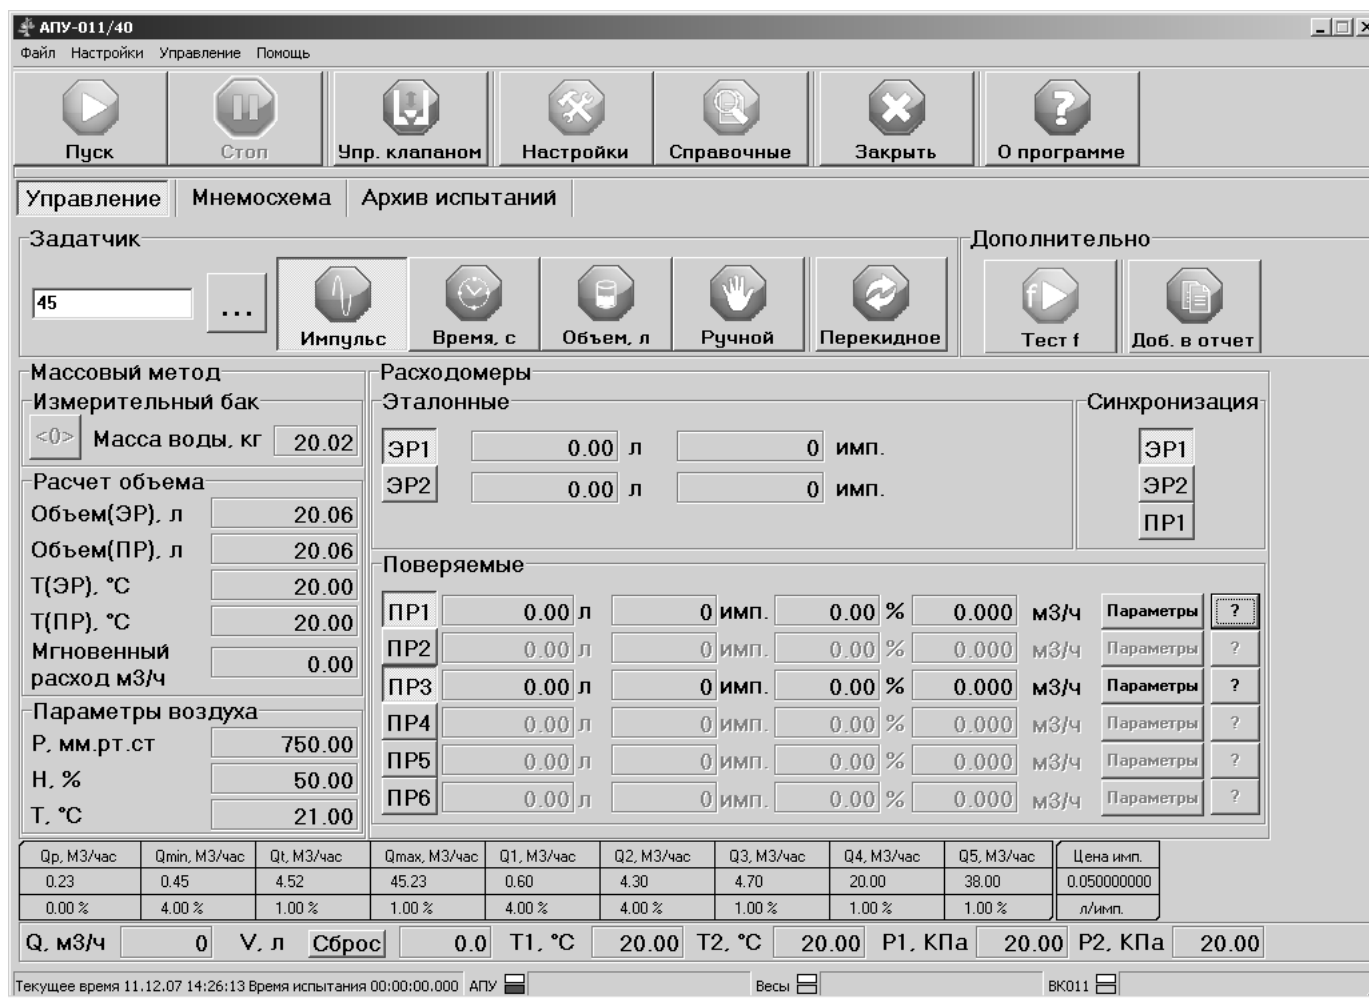 АПУ-011/40
Файл Настройки Управление Помощь
Пуск Стоп Упр. клапаном Настройки Справочные Закрыть О программе
Управление Мнемосхема Архив испытаний
Задатчик Дополнительно
45 ...
Импульс Время, с Объем, л Ручной Перекидное Тест f Доб. в отчет
Массовый метод Расходомеры
Измерительный бак Эталонные Синхронизация
<0> Масса воды, кг 20.02 ЭР1 0.00 л 0 имп. ЭР1
Расчет объема ЭР2 0.00 л 0 имп. ЭР2
Объем(ЭР), л 20.06 ПР1
Объем(ПР), л 20.06 Поверяемые
Т(ЭР), °С 20.00 ПР1 0.00 л 0 имп. 0.00 % 0.000 м3/ч Параметры ?
Т(ПР), °С 20.00 ПР2 0.00 л 0 имп. 0.00 % 0.000 м3/ч Параметры ?
Мгновенный
расход м3/ч 0.00 ПР3 0.00 л 0 имп. 0.00 % 0.000 м3/ч Параметры ?
Параметры воздуха ПР4 0.00 л 0 имп. 0.00 % 0.000 м3/ч Параметры ?
Р, мм.рт.ст 750.00 ПР5 0.00 л 0 имп. 0.00 % 0.000 м3/ч Параметры ?
Н, % 50.00 ПР6 0.00 л 0 имп. 0.00 % 0.000 м3/ч Параметры ?
Т, °С 21.00
Qp, М3/час Qmin, М3/час Qt, М3/час Qmax, М3/час Q1, М3/час Q2, М3/час Q3, М3/час Q4, М3/час Q5, М3/час Цена имп.
0.23 0.45 4.52 45.23 0.60 4.30 4.70 20.00 38.00 0.050000000
0.00 % 4.00 % 1.00 % 1.00 % 4.00 % 4.00 % 1.00 % 1.00 % 1.00 % л/имп.
Q, м3/ч 0 V, л Сброс 0.0 Т1, °С 20.00 Т2, °С 20.00 Р1, КПа 20.00 Р2, КПа 20.00
Текущее время 11.12.07 14:26:13 Время испытания 00:00:00.000 АПУ Весы ВК011